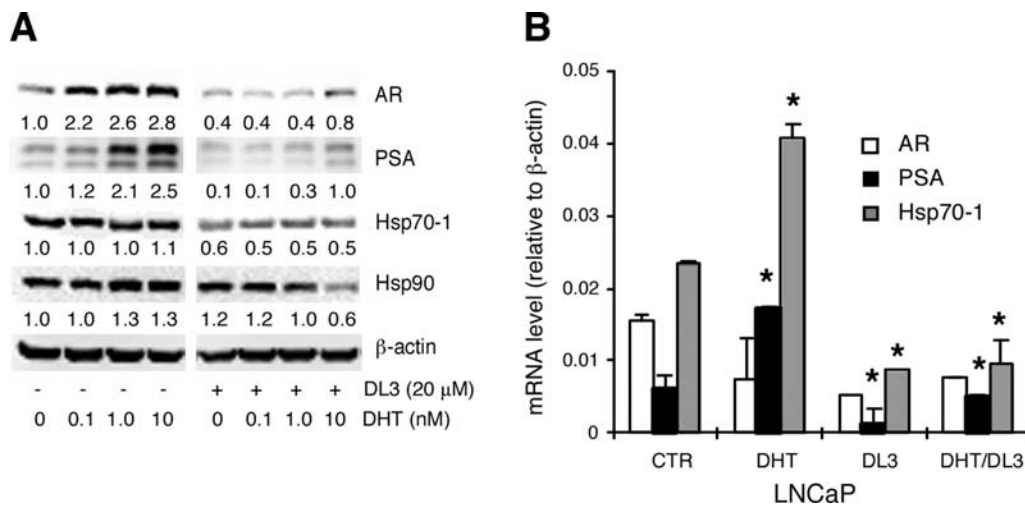 A
AR
1.0 2.2 2.6 2.8 0.4 0.4 0.4 0.8
PSA
1.0 1.2 2.1 2.5 0.1 0.1 0.3 1.0
Hsp70-1
1.0 1.0 1.0 1.1 0.6 0.5 0.5 0.5
Hsp90
1.0 1.0 1.3 1.3 1.2 1.2 1.0 0.6
β-actin
- - - - + + + + DL3 (20 μM)
0 0.1 1.0 10 0 0.1 1.0 10 DHT (nM)
B
mRNA level (relative to β-actin)
0.05
0.04
0.03
0.02
0.01
0
* * * * * *
AR
PSA
Hsp70-1
CTR DHT DL3 DHT/DL3
LNCaP